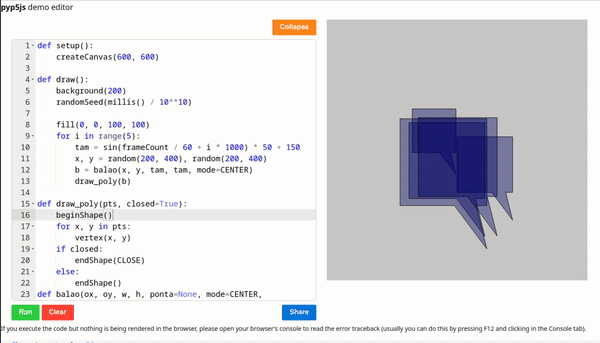 pyp5js demo editor
Collapse
1 def setup():
2 createCanvas(600, 600)
3
4 def draw():
5 background(200)
6 randomSeed(millis() / 10**10)
7
8 fill(0, 0, 100, 100)
9 for i in range(5):
10 tam = sin(frameCount / 60 + i * 1000) * 50 + 150
11 x, y = random(200, 400), random(200, 400)
12 b = balao(x, y, tam, tam, mode=CENTER)
13 draw_poly(b)
14
15 def draw_poly(pts, closed=True):
16 beginShape()
17 for x, y in pts:
18 vertex(x, y)
19 if closed:
20 endShape(CLOSE)
21 else:
22 endShape()
23 def balao(ox, oy, w, h, ponta=None, mode=CENTER,
Run Clear Share
If you execute the code but nothing is being rendered in the browser, please open your browser's console to read the error traceback (usually you can do this by pressing F12 and clicking in the Console tab).